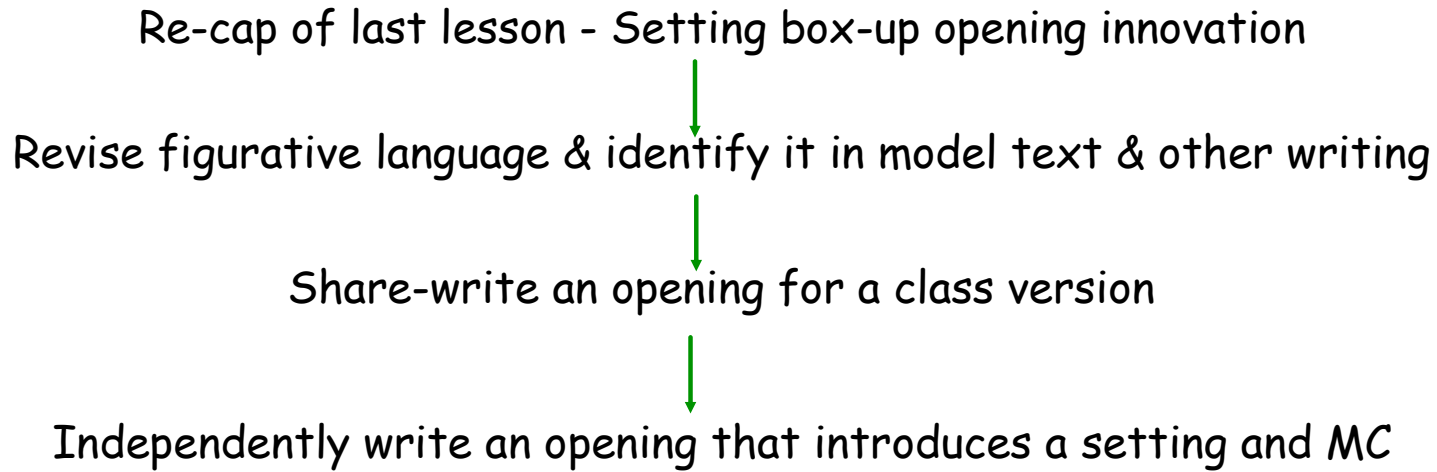 Re-cap of last lesson - Setting box-up opening innovation
Revise figurative language & identify it in model text & other writing
Share-write an opening for a class version
Independently write an opening that introduces a setting and MC